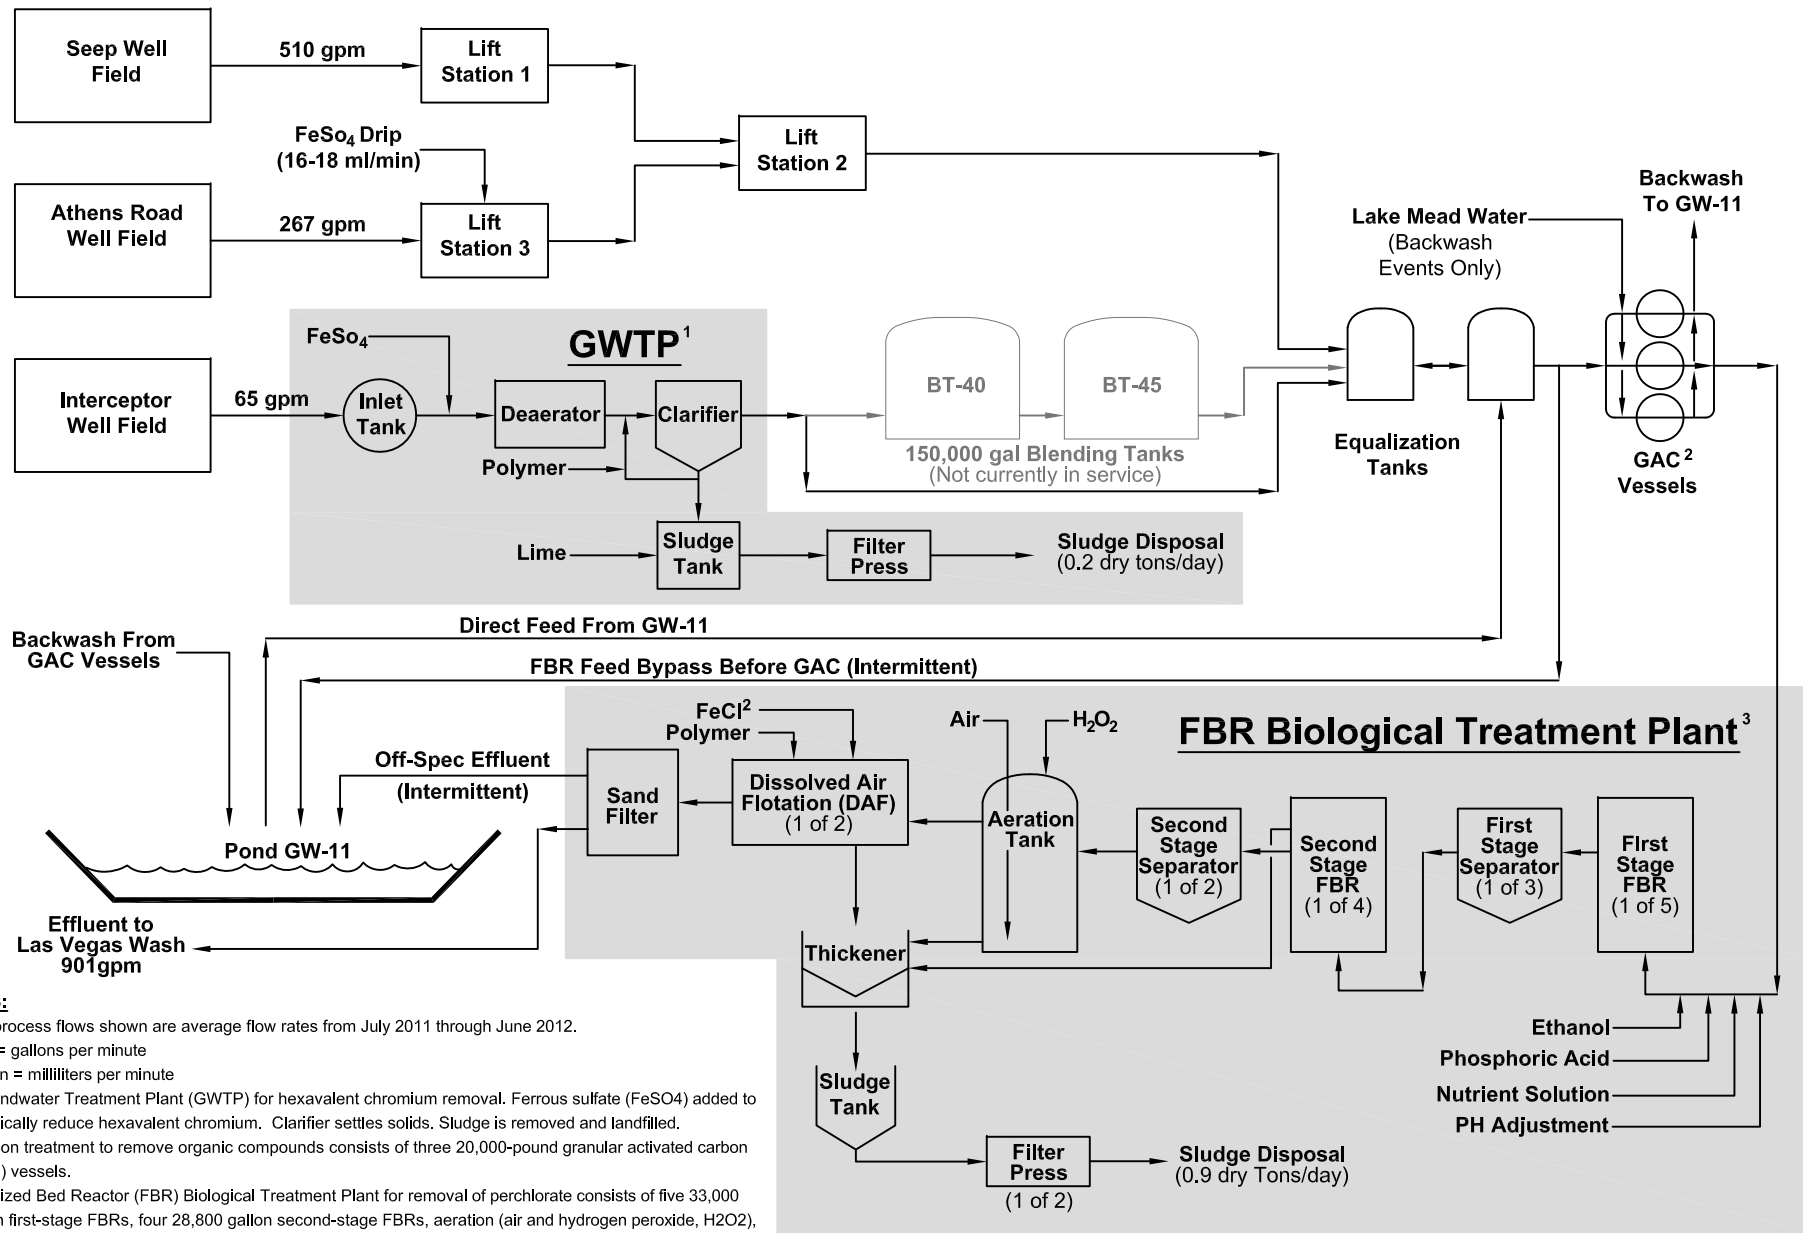 Seep Well
Field
510 gpm
Lift
Station 1
FeSo4 Drip
(16-18 ml/min)
Lift
Station 2
Athens Road
Well Field
267 gpm
Lift
Station 3
Backwash
To GW-11
Lake Mead Water
(Backwash
Events Only)
GWTP1
FeSo4
Interceptor
Well Field
65 gpm
Inlet
Tank
Deaerator
Clarifier
Polymer
BT-40
BT-45
150,000 gal Blending Tanks
(Not currently in service)
Equalization
Tanks
GAC2
Vessels
Lime
Sludge
Tank
Filter
Press
Sludge Disposal
(0.2 dry tons/day)
Direct Feed From GW-11
Backwash From
GAC Vessels
FBR Feed Bypass Before GAC (Intermittent)
FBR Biological Treatment Plant3
FeCl2
Polymer
Air
H2O2
Off-Spec Effluent
(Intermittent)
Sand
Filter
Dissolved Air
Flotation (DAF)
(1 of 2)
Aeration
Tank
Second
Stage
Separator
(1 of 2)
Second
Stage
FBR
(1 of 4)
First
Stage
Separator
(1 of 3)
FIrst
Stage
FBR
(1 of 5)
Pond GW-11
Effluent to
Las Vegas Wash
901gpm
Thickener
Ethanol
Phosphoric Acid
Nutrient Solution
PH Adjustment
Sludge
Tank
Filter
Press
(1 of 2)
Sludge Disposal
(0.9 dry Tons/day)
process flows shown are average flow rates from July 2011 through June 2012.
= gallons per minute
= milliliters per minute
Treatment Plant (GWTP) for hexavalent chromium removal. Ferrous sulfate (FeSO4) added to
reduce hexavalent chromium. Clarifier settles solids. Sludge is removed and landfilled.
treatment to remove organic compounds consists of three 20,000-pound granular activated carbon
vessels.
Bed Reactor (FBR) Biological Treatment Plant for removal of perchlorate consists of five 33,000
first-stage FBRs, four 28,800 gallon second-stage FBRs, aeration (air and hydrogen peroxide, H2O2),